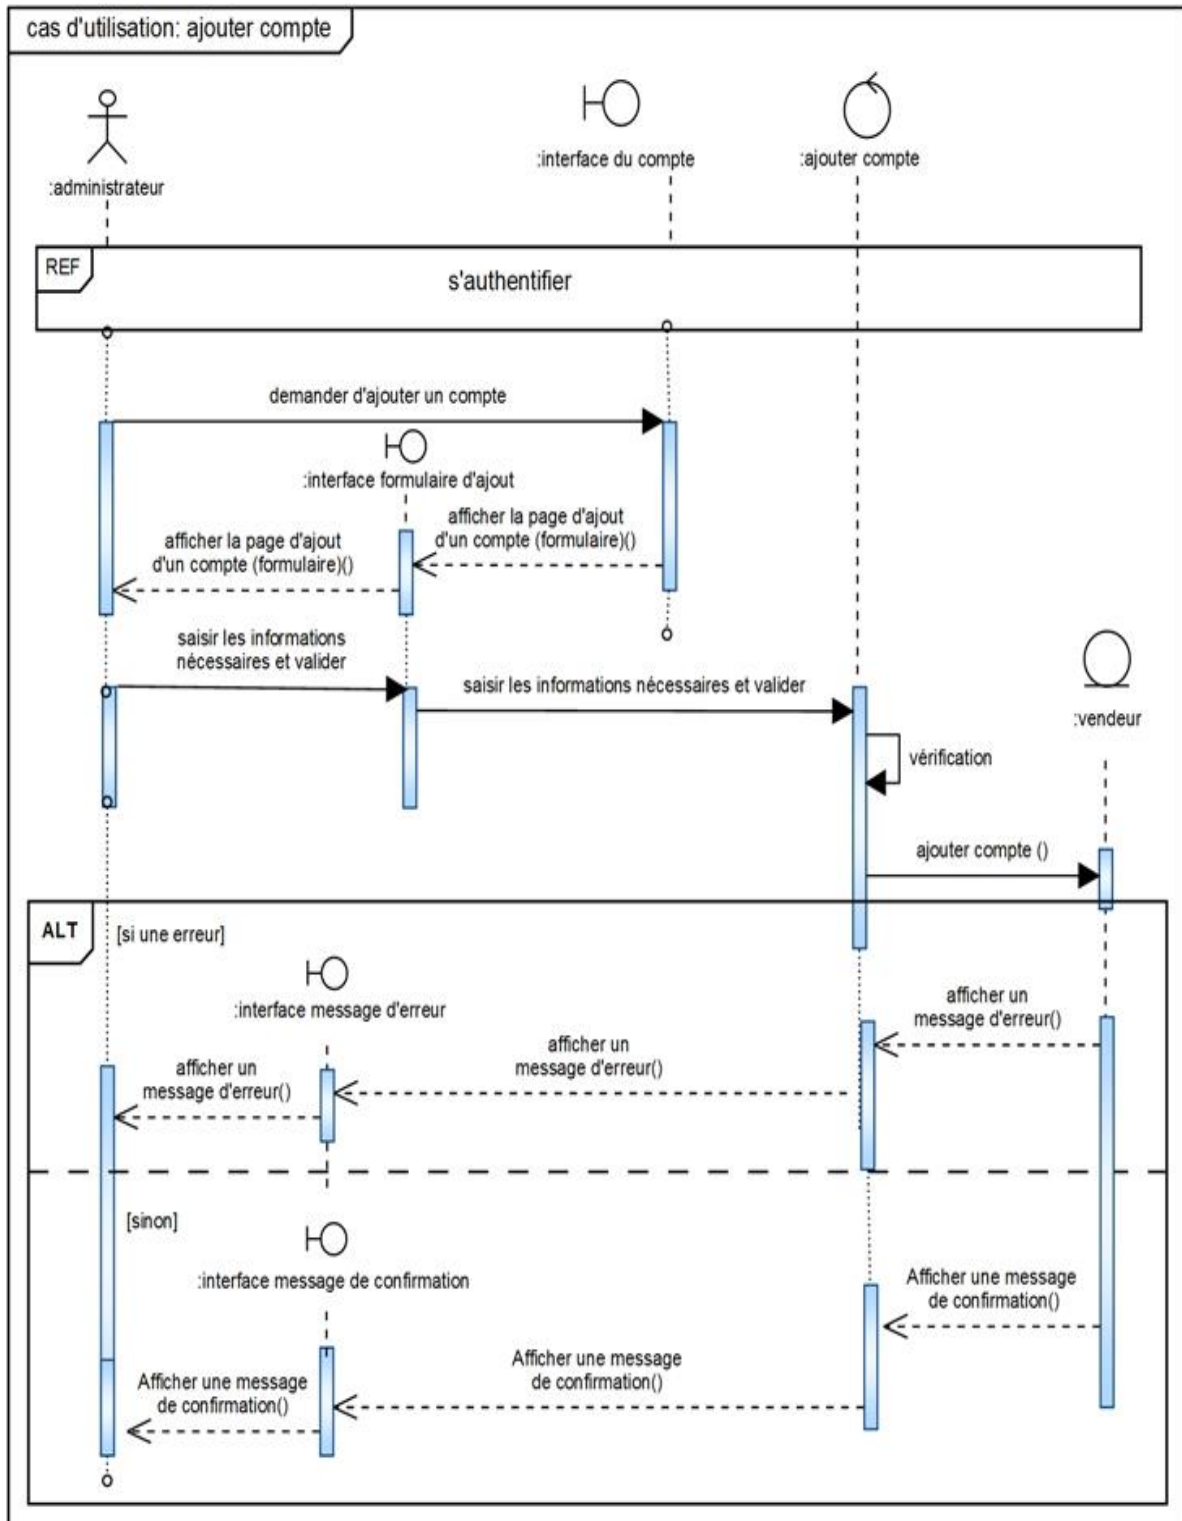 cas d'utilisation: ajouter compte
:administrateur
:interface du compte
:ajouter compte
REF
s'authentifier
demander d'ajouter un compte
:interface formulaire d'ajout
afficher la page d'ajout
d'un compte (formulaire)()
afficher la page d'ajout
d'un compte (formulaire)()
saisir les informations
nécessaires et valider
saisir les informations nécessaires et valider
:vendeur
vérification
ajouter compte ()
ALT
[si une erreur]
:interface message d'erreur
afficher un
message d'erreur()
afficher un
message d'erreur()
afficher un
message d'erreur()
[sinon]
:interface message de confirmation
Afficher une message
de confirmation()
Afficher une message
de confirmation()
Afficher une message
de confirmation()